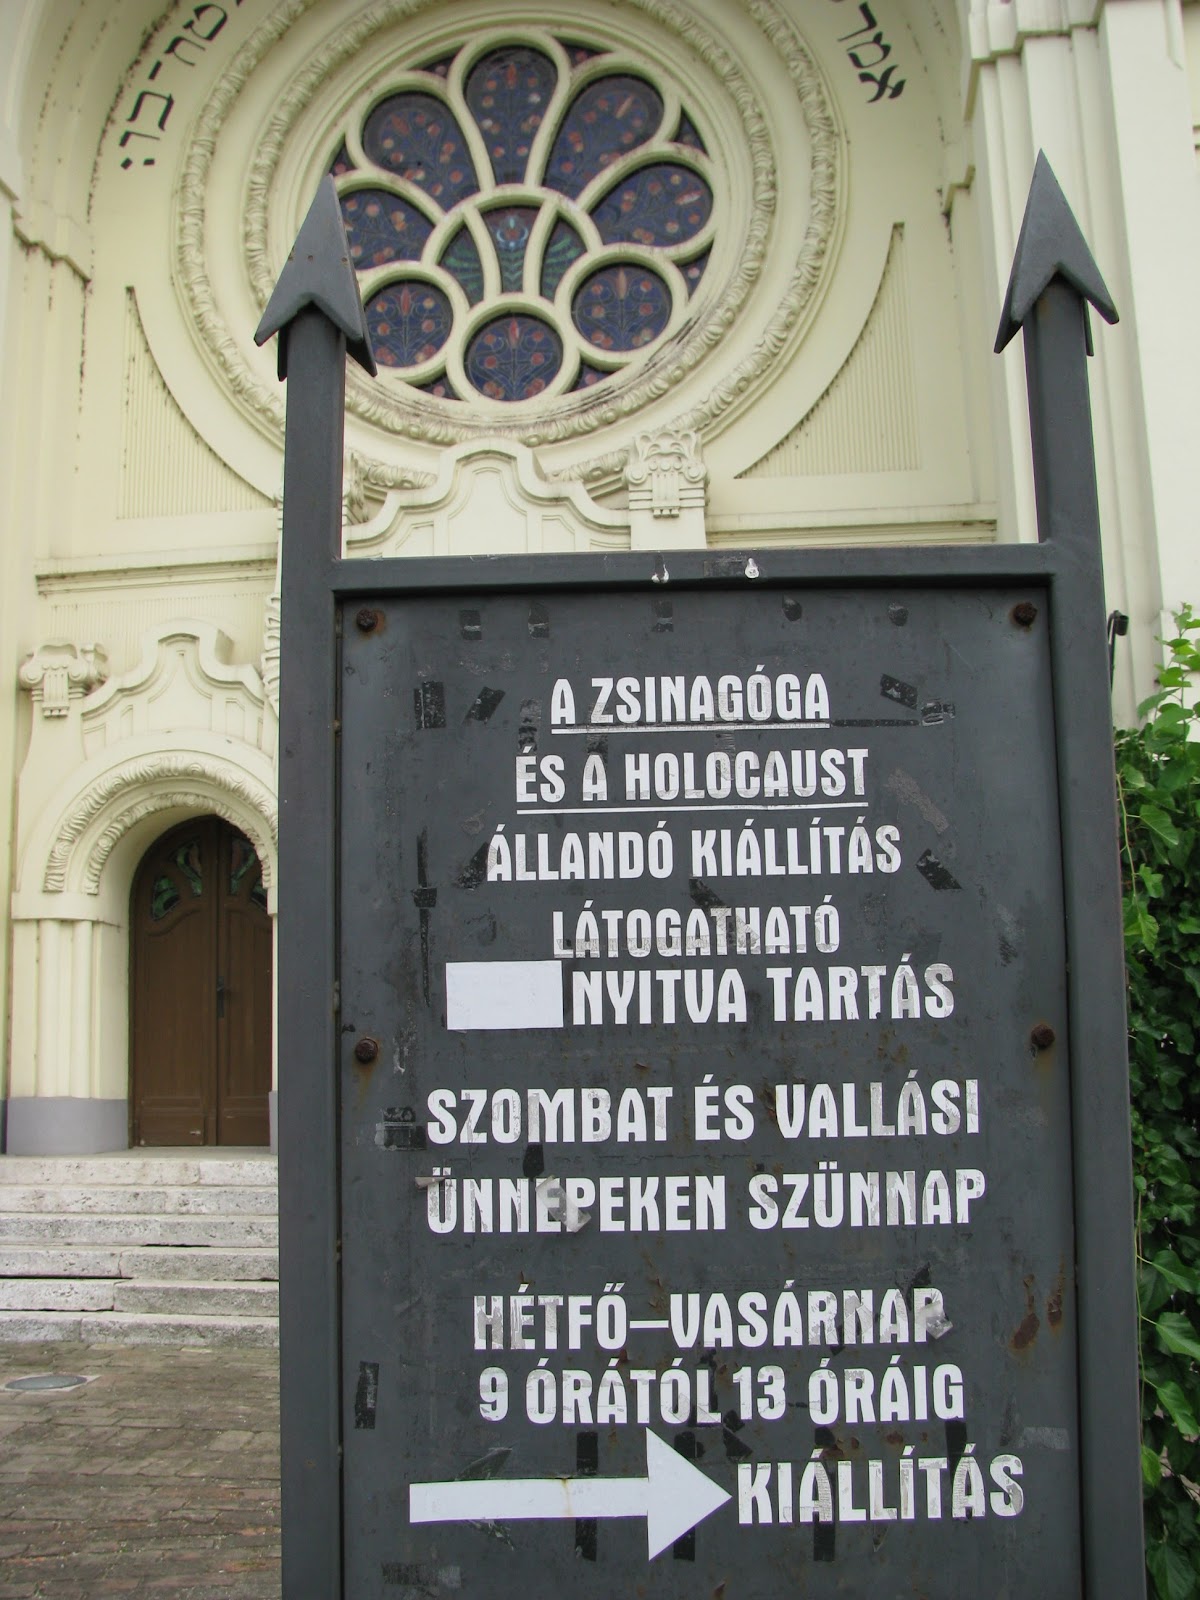 A ZSINAGÓGA
ÉS A HOLOCAUST
ÁLLANDÓ KIÁLLÍTÁS
LÁTOGATHATÓ
NYITVA TARTÁS
SZOMBAT ÉS VALLÁSI
ÜNNEPEKEN SZÜNNAP
HÉTFŐ—VASÁRNAP
9 ÓRÁTÓL 13 ÓRÁIG
KIÁLLÍTÁS